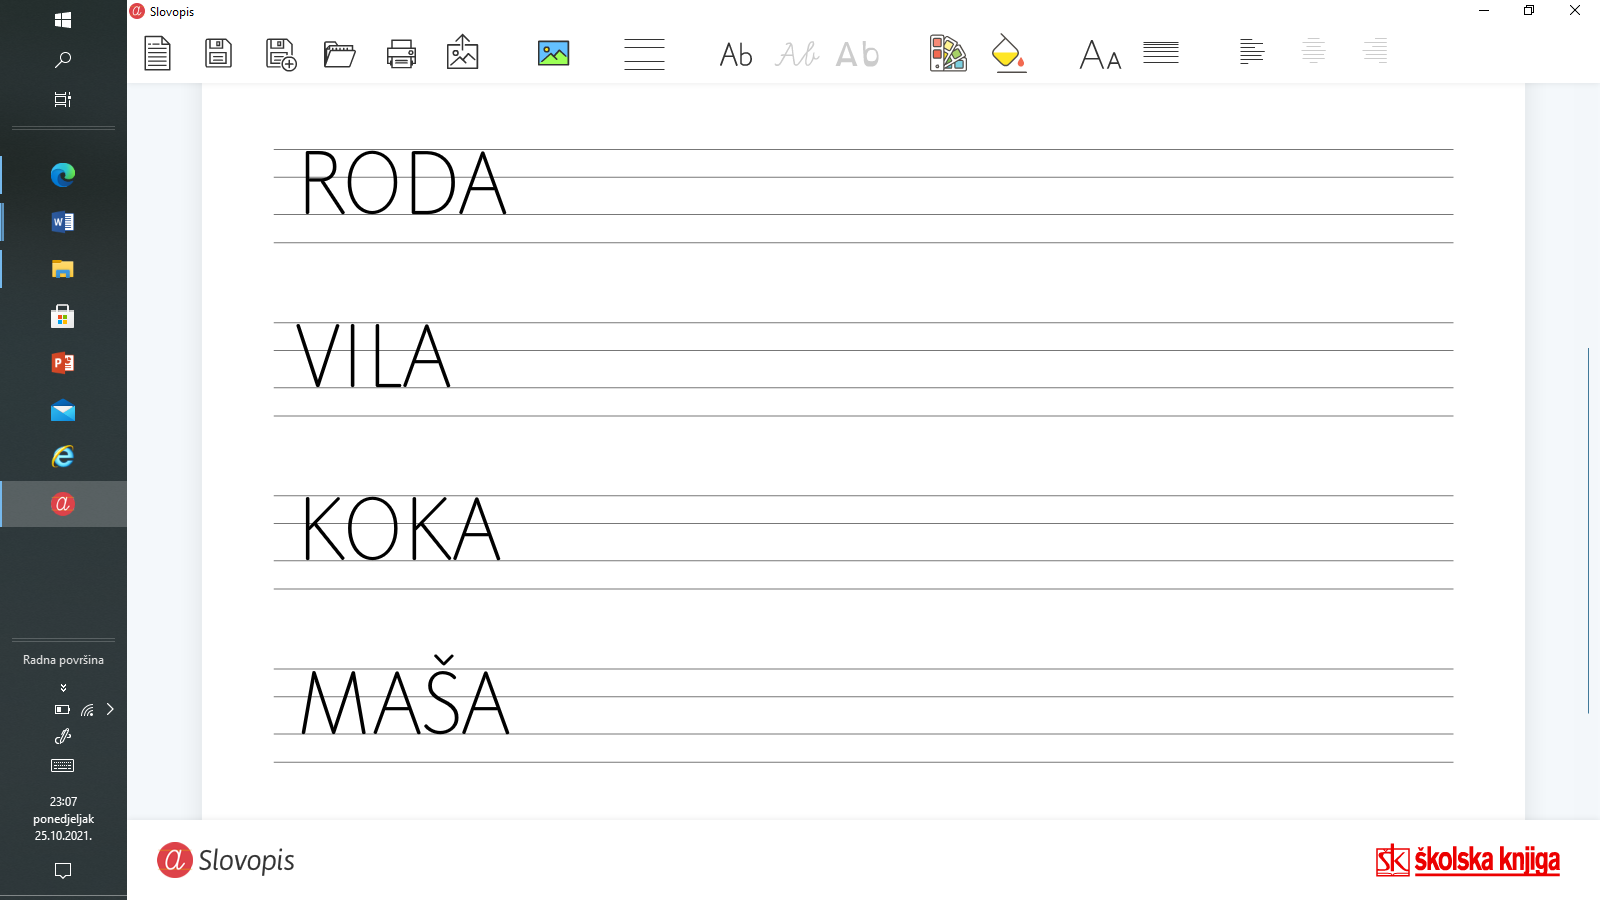 Slovopis
Ab Ab Ab AA
RODA
VILA
KOKA
MAŠA
Radna površina
23:07
ponedjeljak
25.10.2021.
a Slovopis
šk školska knjiga